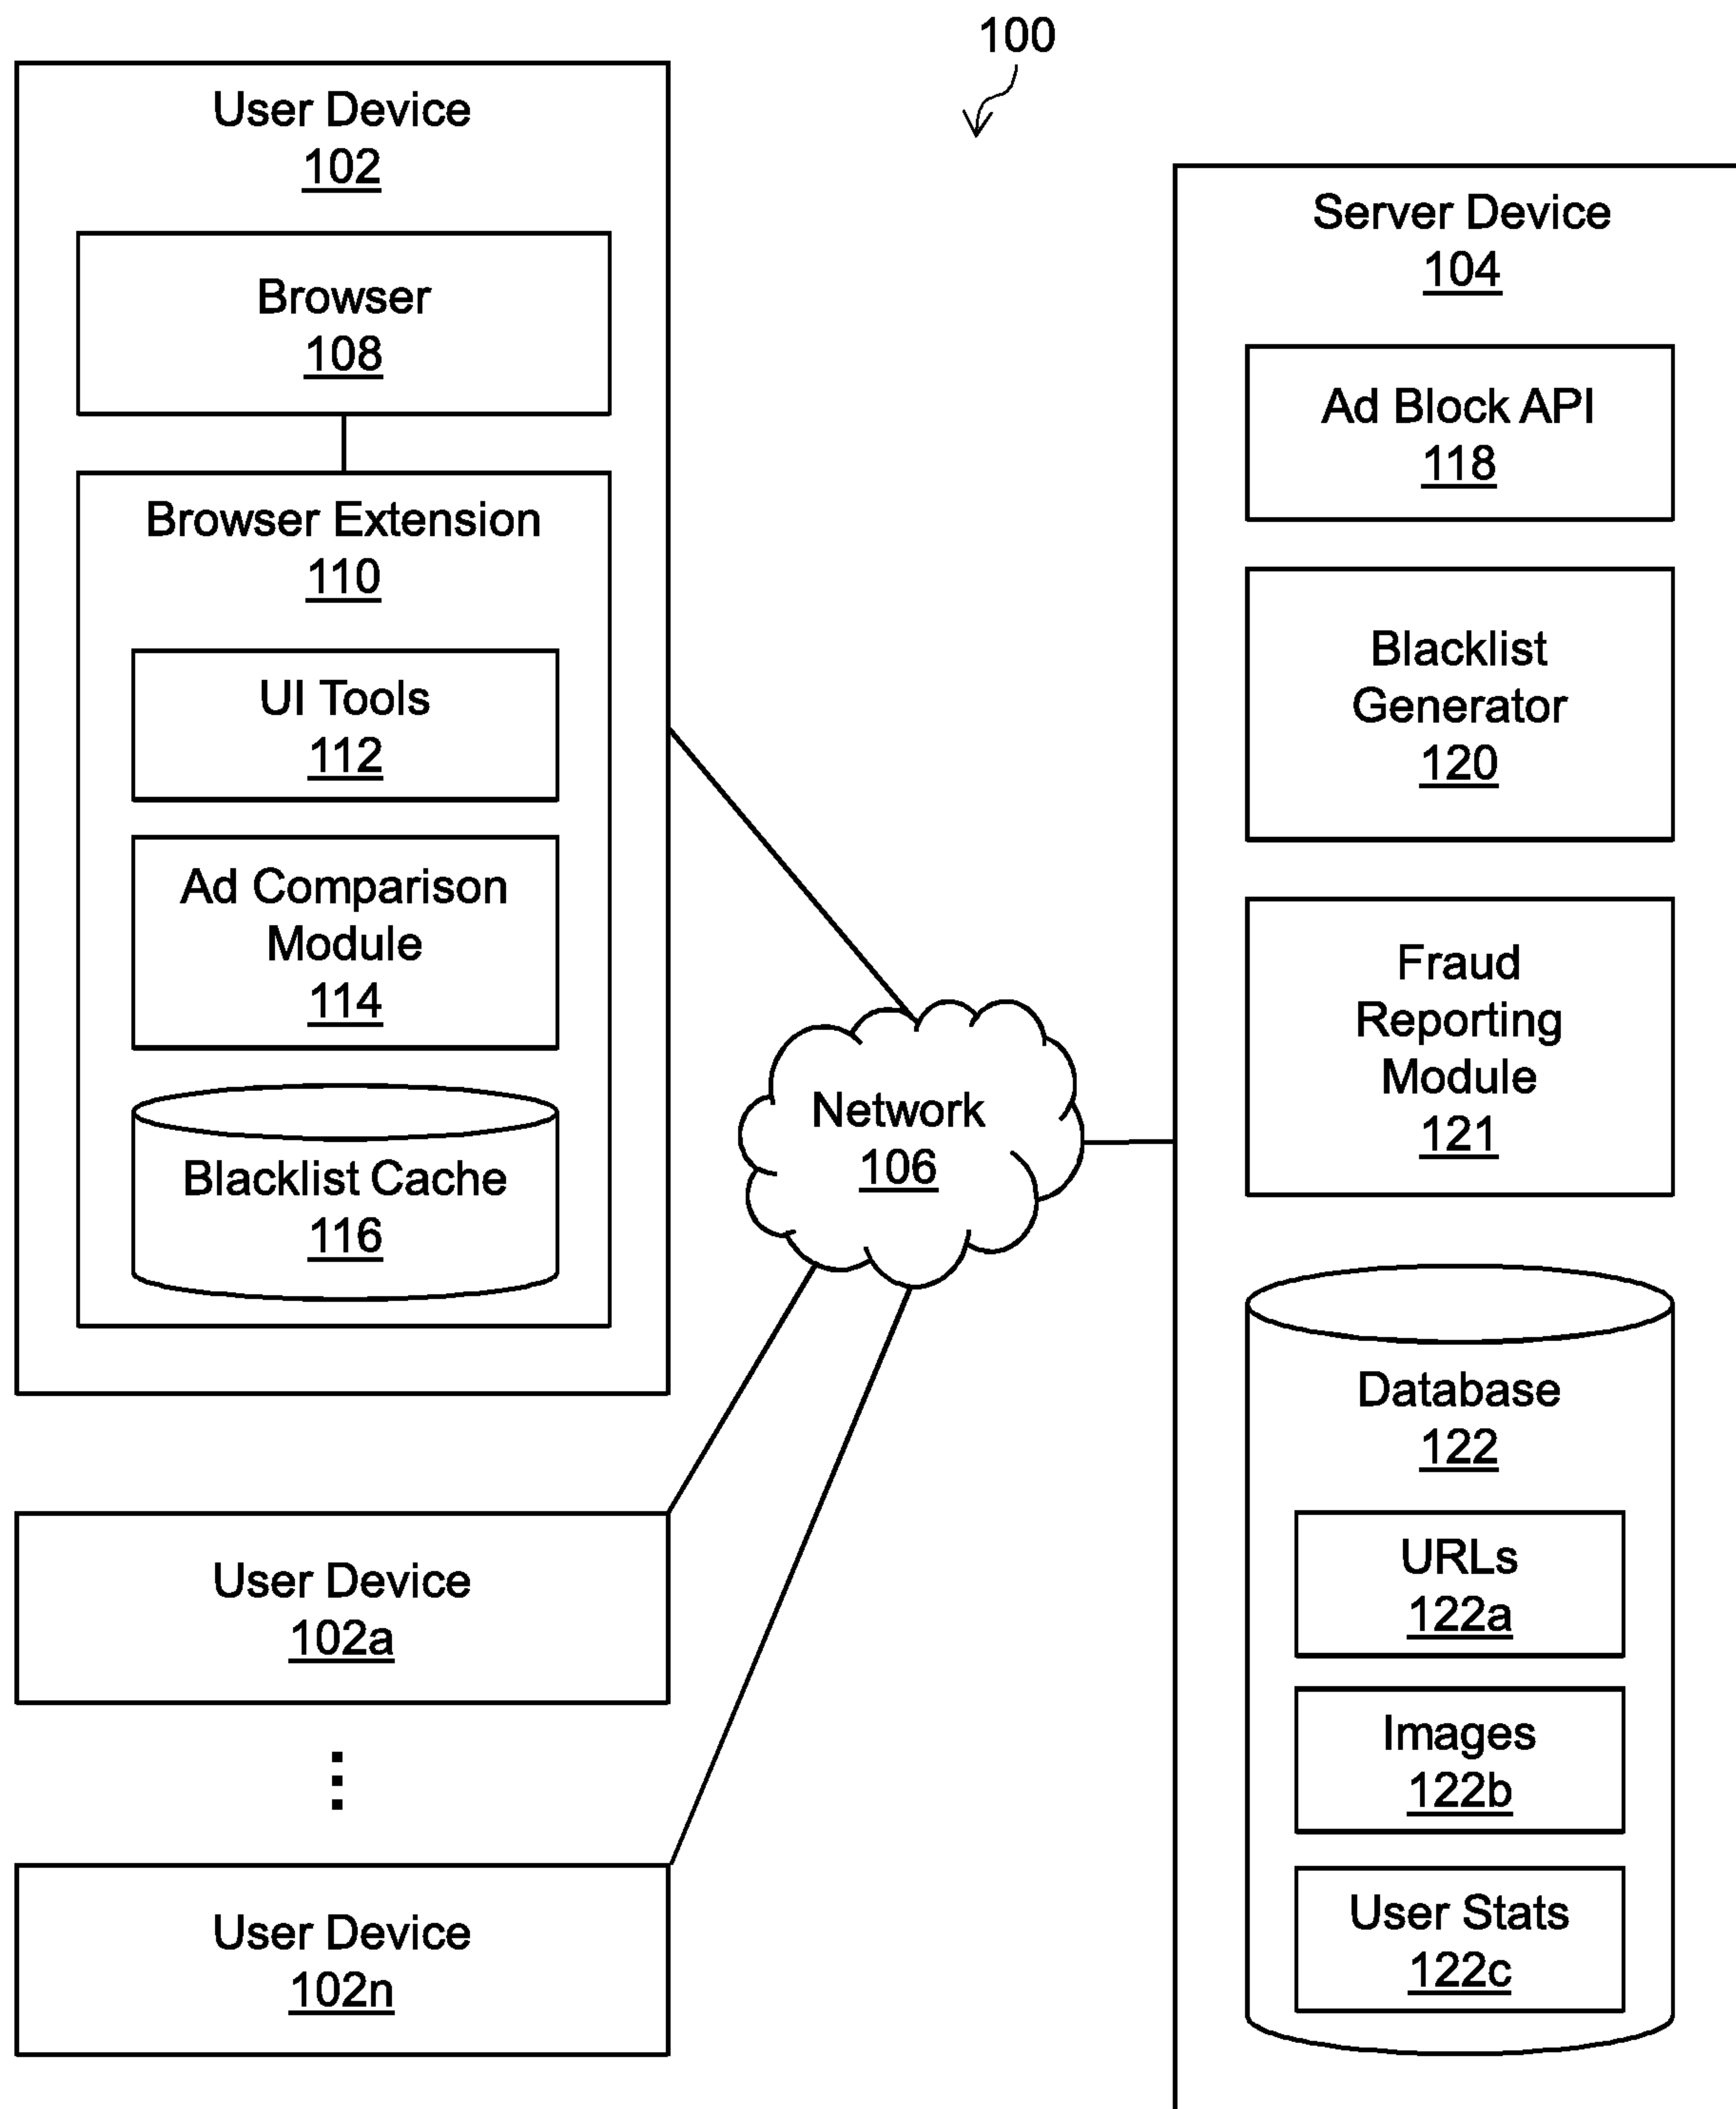 100
User Device
102
Browser
108
Browser Extension
110
UI Tools
112
Ad Comparison
Module
114
Blacklist Cache
116
User Device
102a
User Device
102n
Network
106
Server Device
104
Ad Block API
118
Blacklist
Generator
120
Fraud
Reporting
Module
121
Database
122
URLs
122a
Images
122b
User Stats
122c